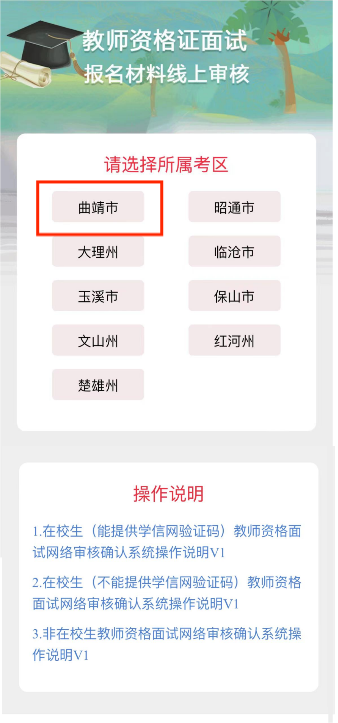 教师资格证面试
报名材料线上审核
请选择所属考区
曲靖市 昭通市
大理州 临沧市
玉溪市 保山市
文山州 红河州
楚雄州
操作说明
1.在校生（能提供学信网验证码）教师资格面
试网络审核确认系统操作说明V1
2.在校生（不能提供学信网验证码）教师资格
面试网络审核确认系统操作说明V1
3.非在校生教师资格面试网络审核确认系统操
作说明V1